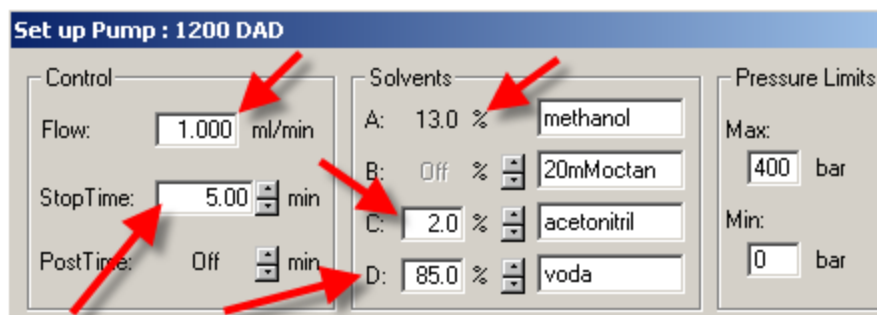 Set up Pump : 1200 DAD
Control
Flow: 1.000 ml/min
StopTime: 5.00 min
PostTime: Off min
Solvents
A: 13.0 % methanol
B: Off % 20mMoctan
C: 2.0 % acetonitril
D: 85.0 % voda
Pressure Limits
Max:
400 bar
Min:
0 bar